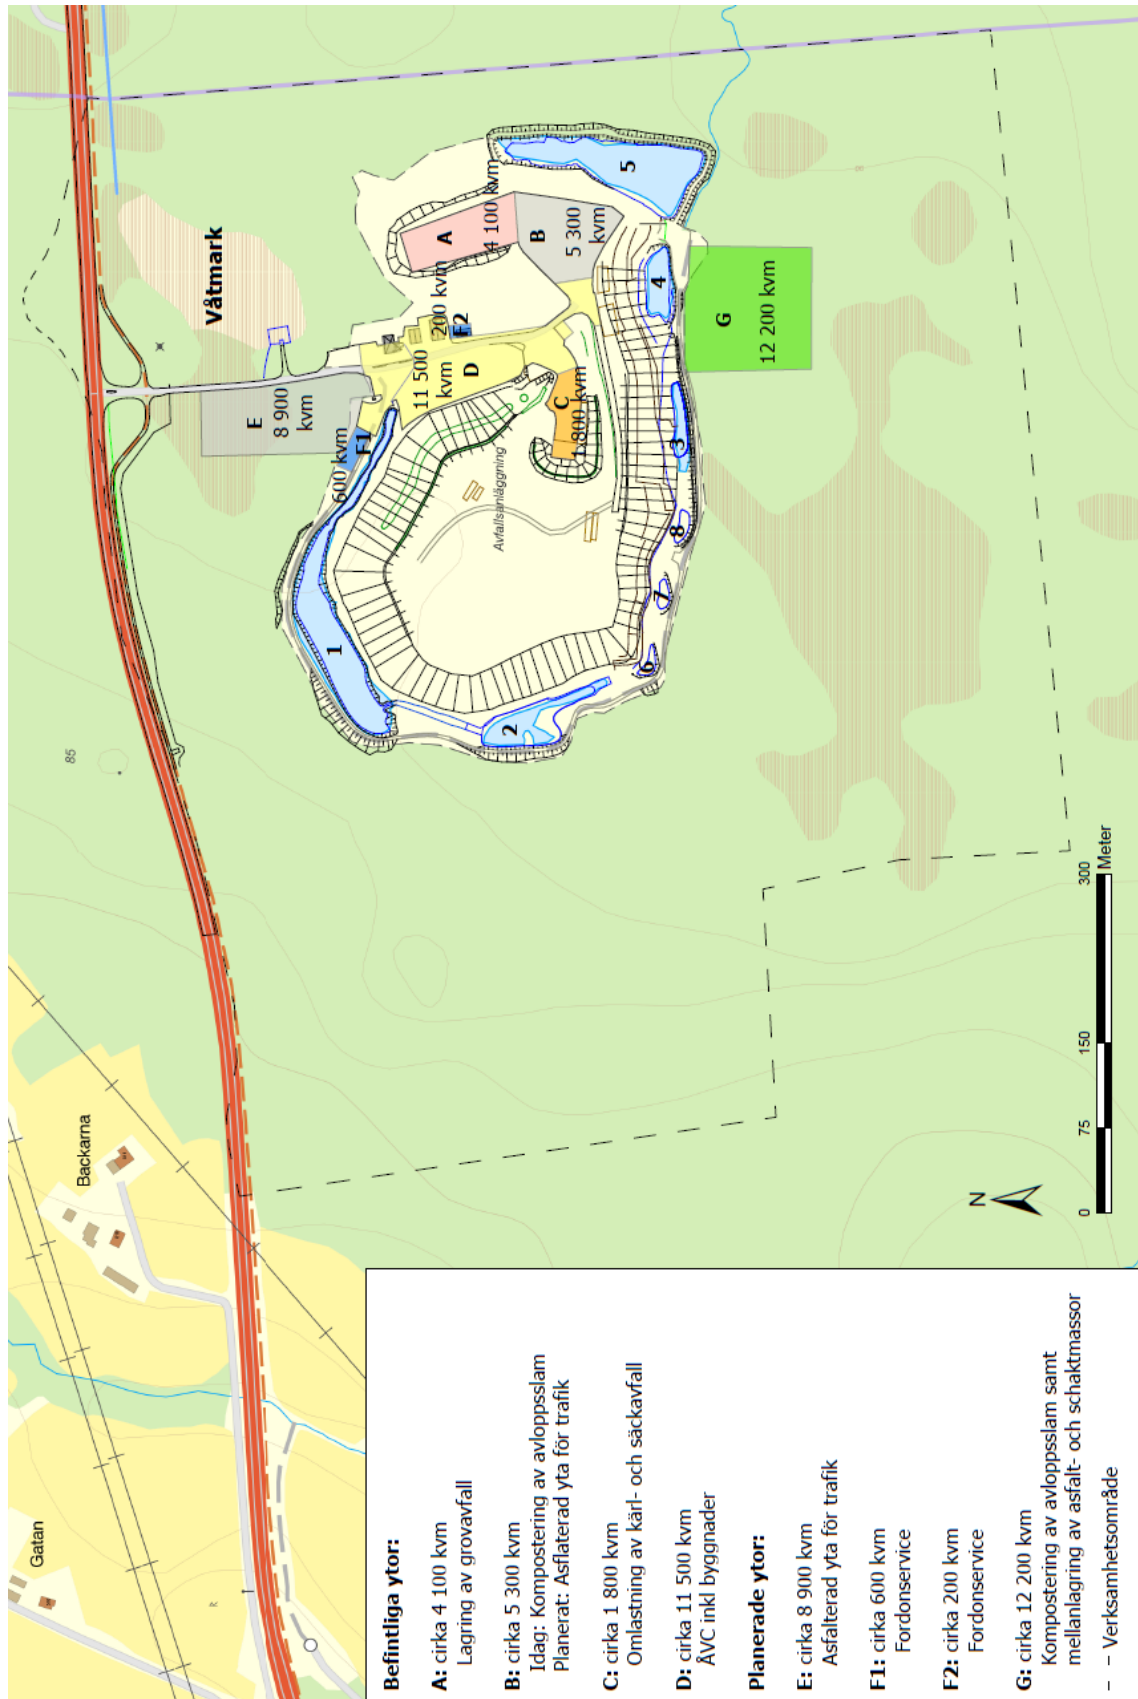 Gatan
Backarna
85
Våtmark
E
8 900
kvm
600 kvm
F1
11 500
kvm
D
200 kvm
F2
A
4 100 kvm
B
5 300
kvm
C
1 800 kvm
Avfallsanläggning
G
12 200 kvm
1
2
3
4
5
6
7
8
Befintliga ytor:
A: cirka 4 100 kvm
Lagring av grovavfall
B: cirka 5 300 kvm
Idag: Kompostering av avloppsslam
Planerat: Asflaterad yta för trafik
C: cirka 1 800 kvm
Omlastning av kärl- och säckavfall
D: cirka 11 500 kvm
ÅVC inkl byggnader
Planerade ytor:
E: cirka 8 900 kvm
Asfalterad yta för trafik
F1: cirka 600 kvm
Fordonservice
F2: cirka 200 kvm
Fordonservice
G: cirka 12 200 kvm
Kompostering av avloppsslam samt
mellanlagring av asfalt- och schaktmassor
– – Verksamhetsområde
N
0 75 150 300
Meter